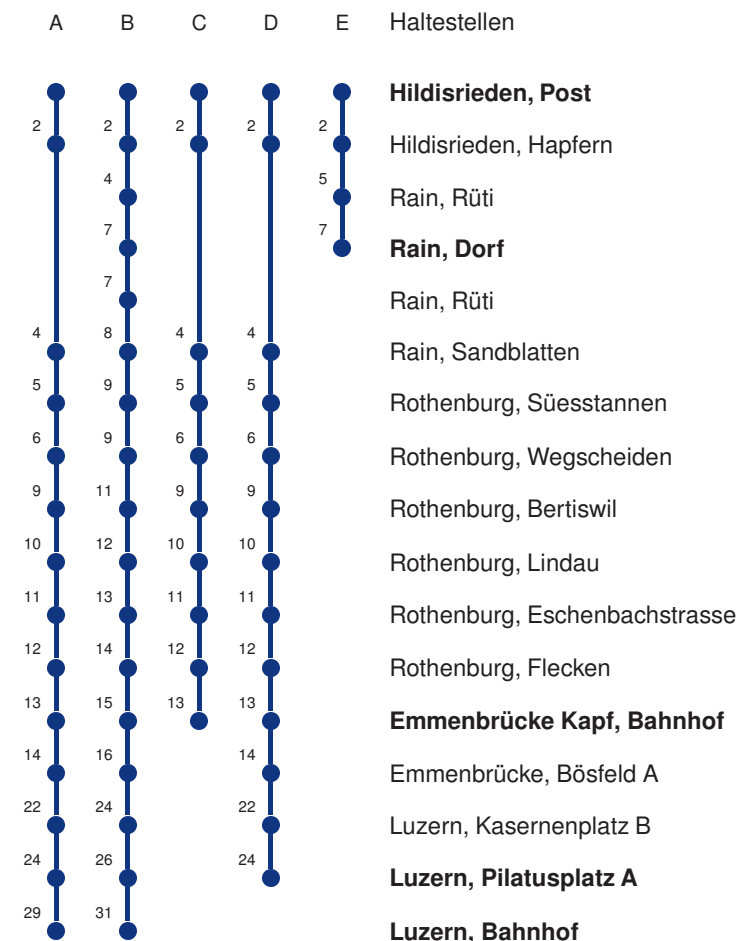 A B C D E Haltestellen
Hildisrieden, Post
2 2 2 2 2 Hildisrieden, Hapfern
4 5 Rain, Rüti
7 7 Rain, Dorf
7 Rain, Rüti
4 8 4 4 Rain, Sandblatten
5 9 5 5 Rothenburg, Süesstannen
6 9 6 6 Rothenburg, Wegscheiden
9 11 9 9 Rothenburg, Bertiswil
10 12 10 10 Rothenburg, Lindau
11 13 11 11 Rothenburg, Eschenbachstrasse
12 14 12 12 Rothenburg, Flecken
13 15 13 13 Emmenbrücke Kapf, Bahnhof
14 16 14 Emmenbrücke, Bösfeld A
22 24 22 Luzern, Kasernenplatz B
24 26 24 Luzern, Pilatusplatz A
29 31 Luzern, Bahnhof